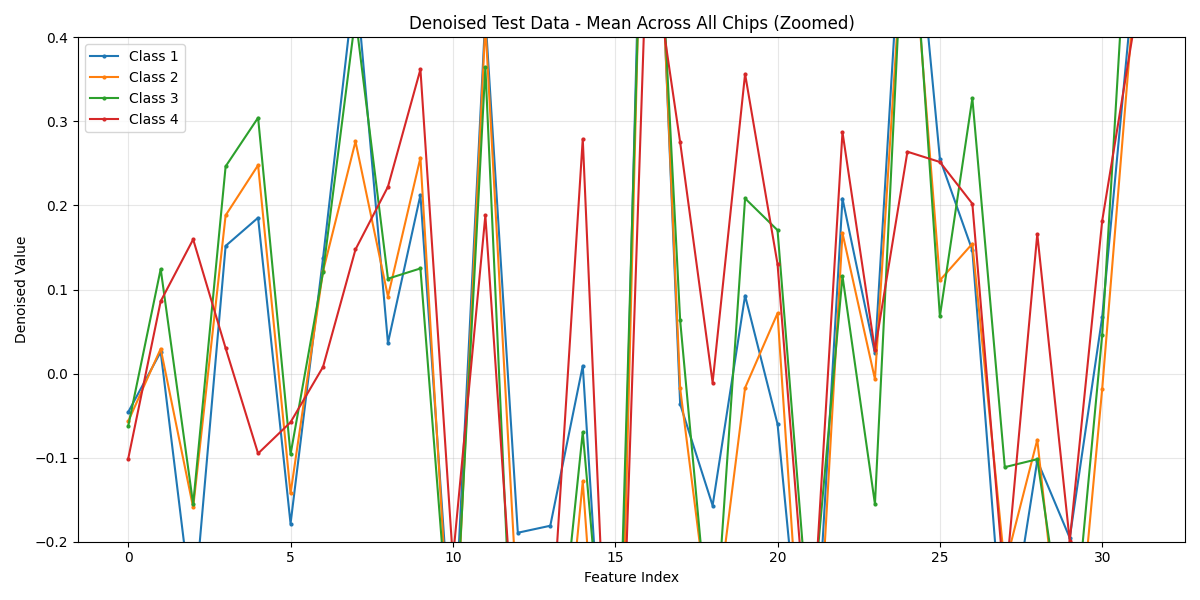 Denoised Test Data - Mean Across All Chips (Zoomed)
Class 1
Class 2
Class 3
Class 4
Denoised Value
0.4
0.3
0.2
0.1
0.0
−0.1
−0.2
0 5 10 15 20 25 30
Feature Index